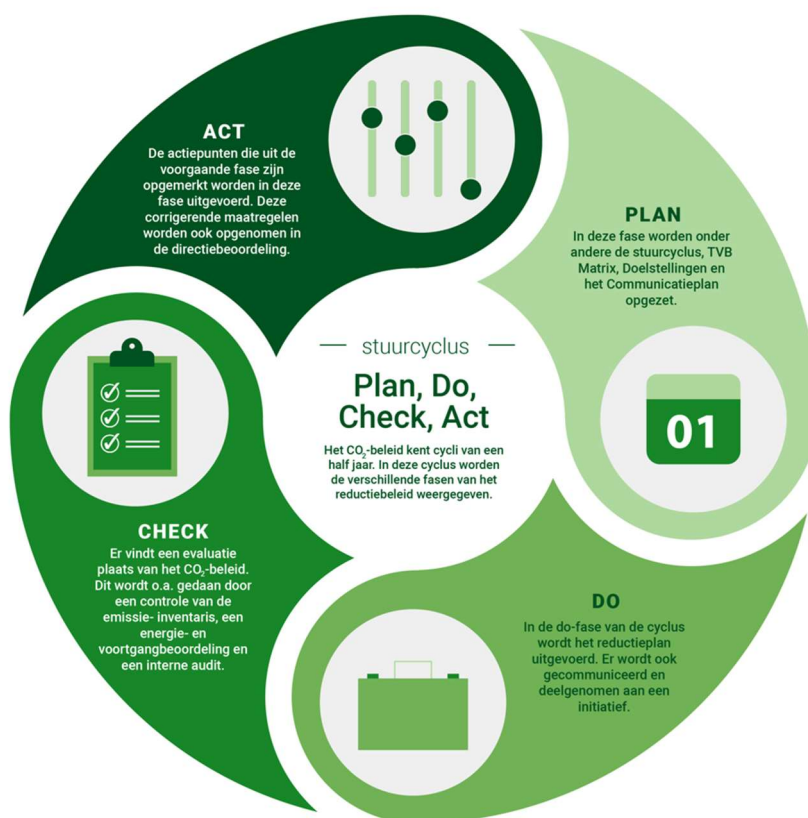 stuurcyclus
Plan, Do,
Check, Act
Het CO₂-beleid kent cycli van een
half jaar. In deze cyclus worden
de verschillende fasen van het
reductiebeleid weergegeven.
PLAN
In deze fase worden onder
andere de stuurcyclus, TVB
Matrix, Doelstellingen en
het Communicatieplan
opgezet.
01
DO
In de do-fase van de cyclus
wordt het reductieplan
uitgevoerd. Er wordt ook
gecommuniceerd en
deelgenomen aan een
initiatief.
CHECK
Er vindt een evaluatie
plaats van het CO₂-beleid.
Dit wordt o.a. gedaan door
een controle van de
emissie- inventaris, een
energie- en
voortgangbeoordeling en
een interne audit.
ACT
De actiepunten die uit de
voorgaande fase zijn
opgemerkt worden in deze
fase uitgevoerd. Deze
corrigerende maatregelen
worden ook opgenomen in
de directiebeoordeling.